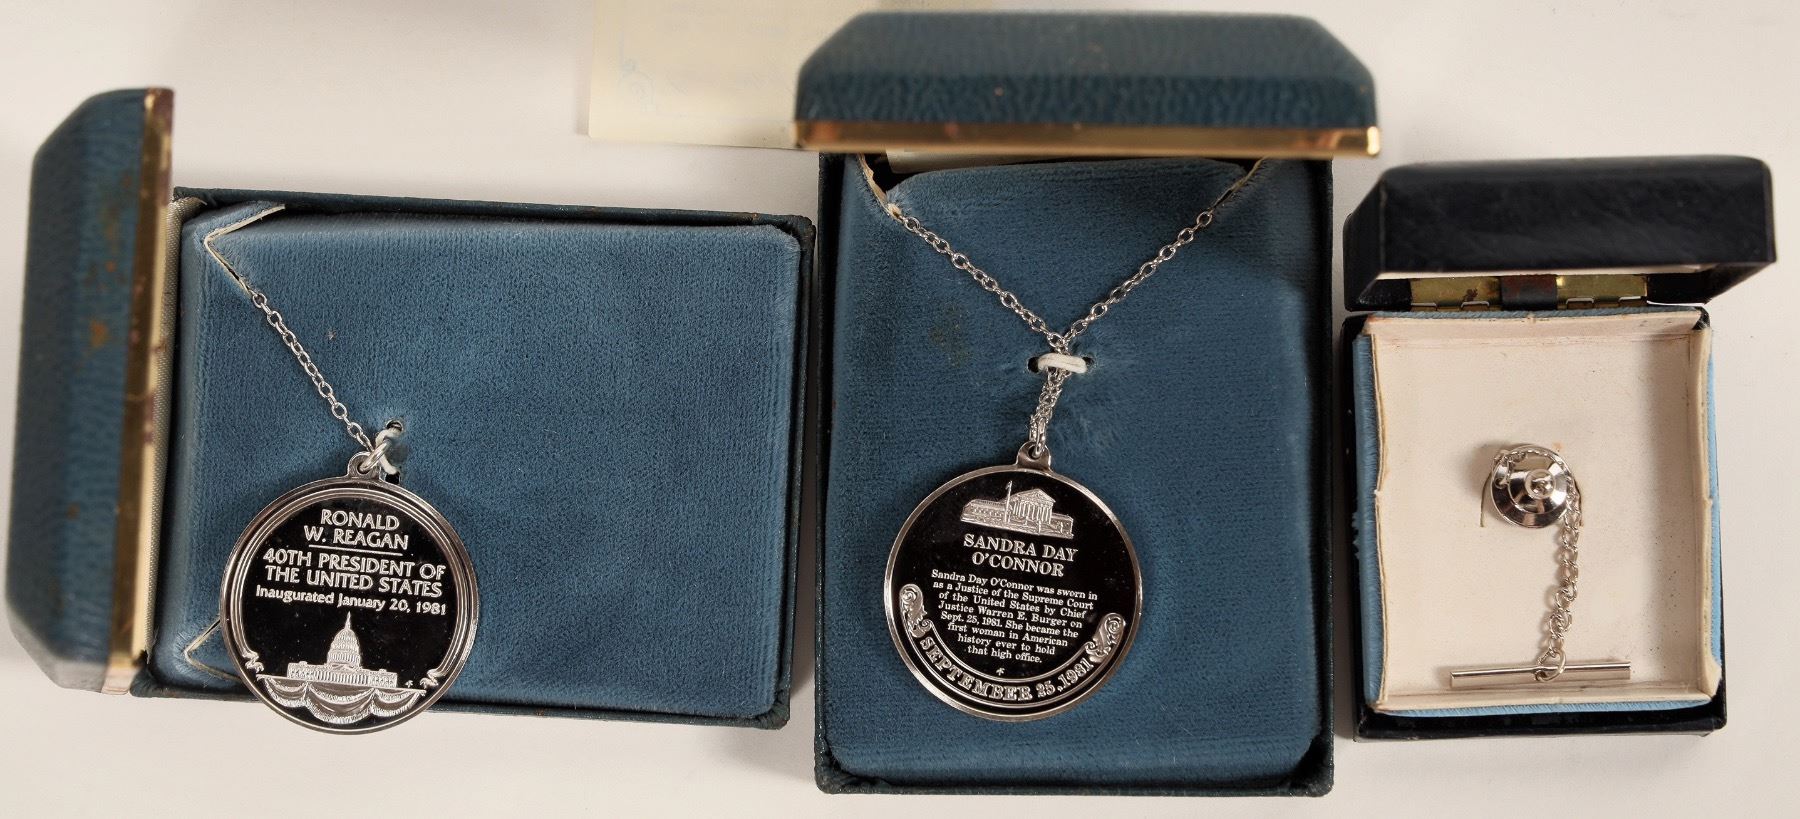 RONALD
W. REAGAN
40TH PRESIDENT OF
THE UNITED STATES
Inaugurated January 20, 1981
SANDRA DAY
O'CONNOR
Sandra Day O'Connor was sworn in
as a Justice of the Supreme Court
of the United States by Chief
Justice Warren E. Burger on
Sept. 25, 1981. She became the
first woman in American
history ever to hold
that high office.
SEPTEMBER 25, 1981